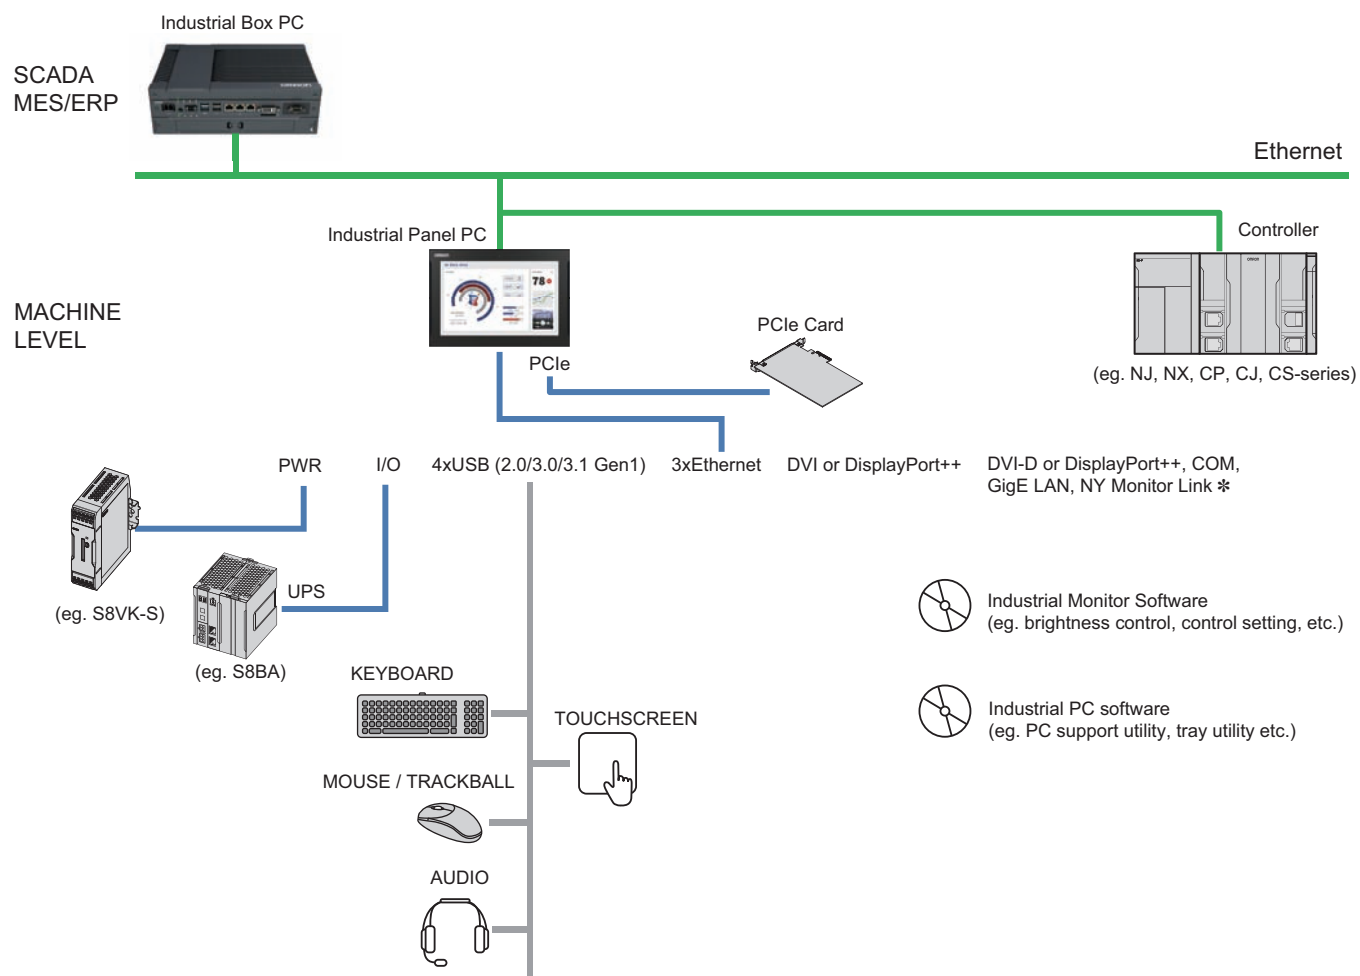 Industrial Box PC
SCADA
MES/ERP
Ethernet
Industrial Panel PC
Controller
78
MACHINE
LEVEL
PCIe Card
PCIe
(eg. NJ, NX, CP, CJ, CS-series)
PWR
I/O
4xUSB (2.0/3.0/3.1 Gen1)
3xEthernet
DVI or DisplayPort++
DVI-D or DisplayPort++, COM,
GigE LAN, NY Monitor Link ✻
UPS
(eg. S8VK-S)
(eg. S8BA)
Industrial Monitor Software
(eg. brightness control, control setting, etc.)
KEYBOARD
TOUCHSCREEN
Industrial PC software
(eg. PC support utility, tray utility etc.)
MOUSE / TRACKBALL
AUDIO